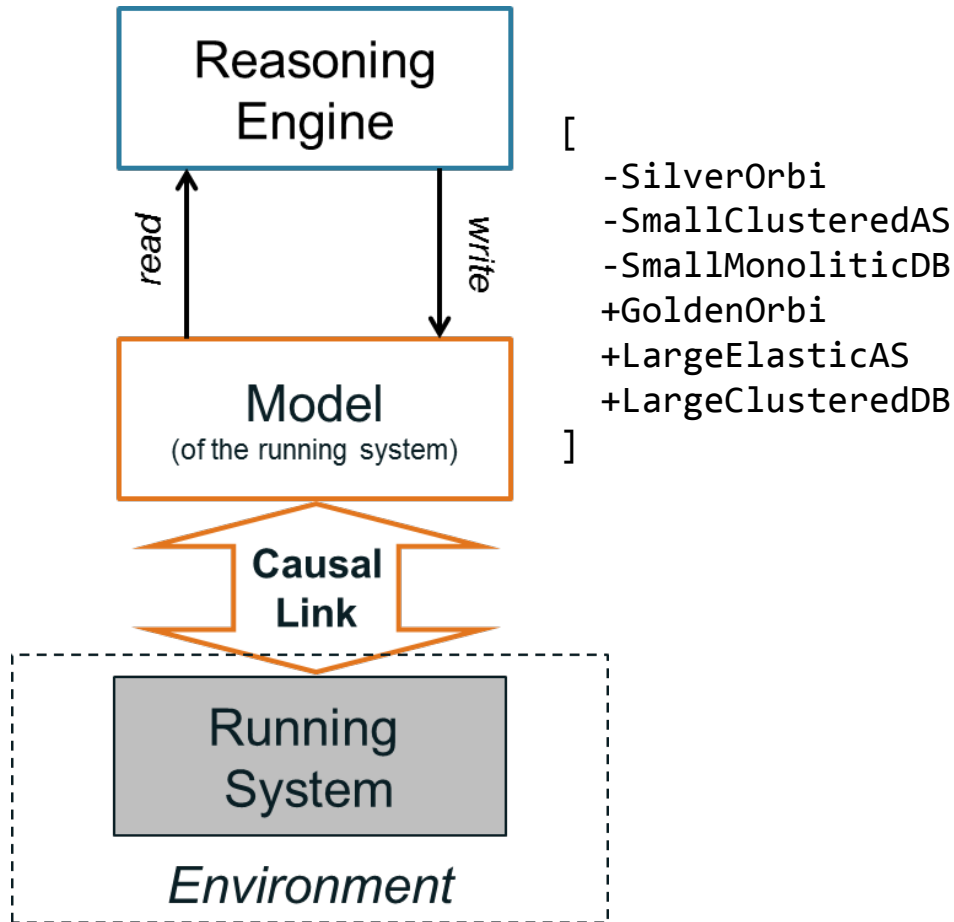 Reasoning
Engine
read
write
[
-SilverOrbi
-SmallClusteredAS
-SmallMonoliticDB
+GoldenOrbi
+LargeElasticAS
+LargeClusteredDB
]
Model
(of the running system)
Causal
Link
Running
System
Environment